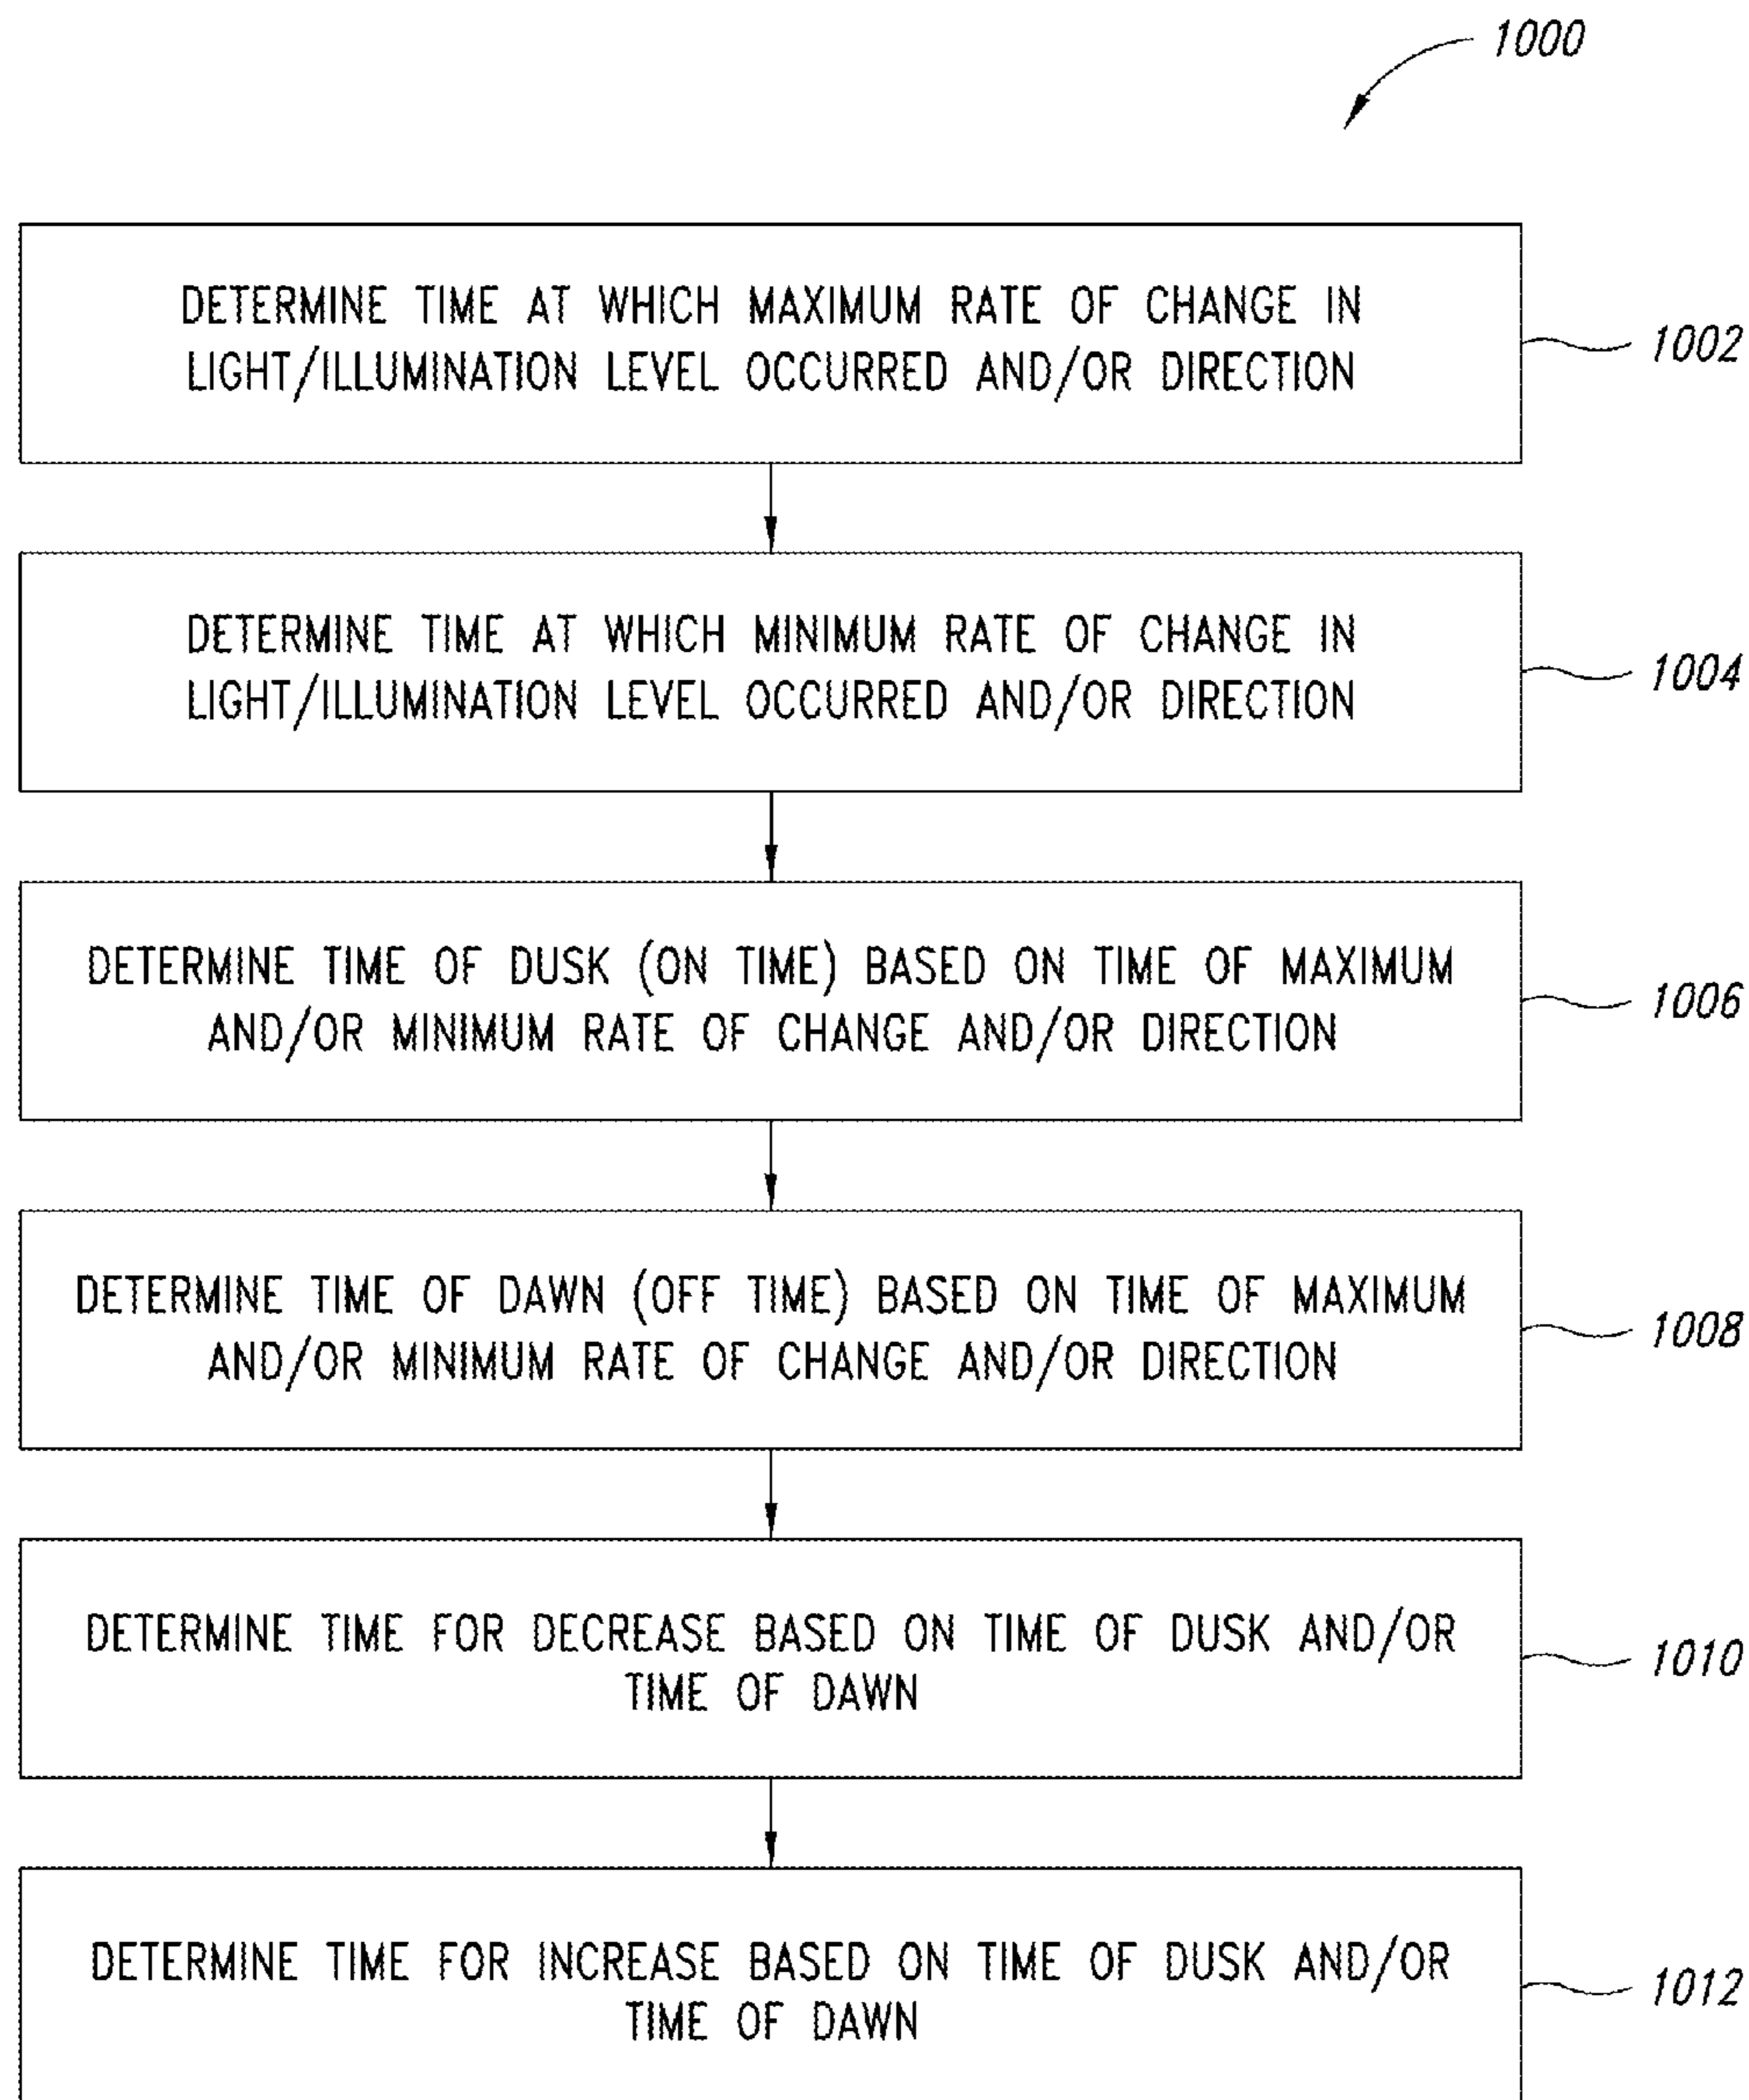 1000
DETERMINE TIME AT WHICH MAXIMUM RATE OF CHANGE IN
LIGHT/ILLUMINATION LEVEL OCCURRED AND/OR DIRECTION
1002
DETERMINE TIME AT WHICH MINIMUM RATE OF CHANGE IN
LIGHT/ILLUMINATION LEVEL OCCURRED AND/OR DIRECTION
1004
DETERMINE TIME OF DUSK (ON TIME) BASED ON TIME OF MAXIMUM
AND/OR MINIMUM RATE OF CHANGE AND/OR DIRECTION
1006
DETERMINE TIME OF DAWN (OFF TIME) BASED ON TIME OF MAXIMUM
AND/OR MINIMUM RATE OF CHANGE AND/OR DIRECTION
1008
DETERMINE TIME FOR DECREASE BASED ON TIME OF DUSK AND/OR
TIME OF DAWN
1010
DETERMINE TIME FOR INCREASE BASED ON TIME OF DUSK AND/OR
TIME OF DAWN
1012